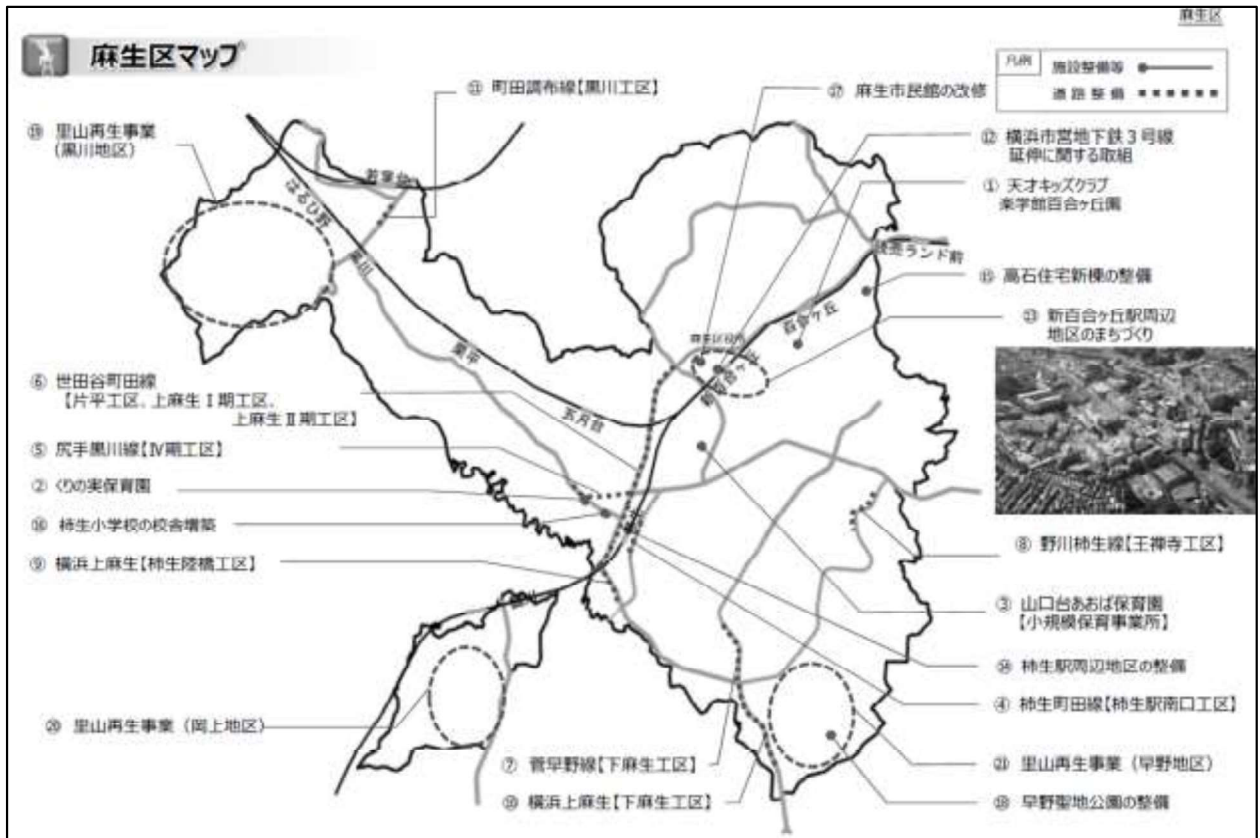 麻生区
麻生区マップ
凡例
施設整備等
道路整備
⑪ 町田調布線【黒川工区】
⑰ 麻生市民館の改修
⑲ 里山再生事業
(黒川地区)
⑫ 横浜市営地下鉄3号線
延伸に関する取組
① 天才キッズクラブ
楽学館百合ヶ丘園
若葉台
はるひ野
黒川
読売ランド前
⑮ 高石住宅新棟の整備
百合ヶ丘
⑬ 新百合ヶ丘駅周辺
地区のまちづくり
麻生区役所
新百合ヶ丘
栗平
五月台
⑥ 世田谷町田線
【片平工区、上麻生Ⅰ期工区、
上麻生Ⅱ期工区】
⑤ 尻手黒川線【Ⅳ期工区】
② くりの実保育園
⑯ 柿生小学校の校舎増築
⑨ 横浜上麻生【柿生陸橋工区】
⑧ 野川柿生線【王禅寺工区】
③ 山口台あおば保育園
【小規模保育事業所】
⑭ 柿生駅周辺地区の整備
④ 柿生町田線【柿生駅南口工区】
⑳ 里山再生事業(岡上地区)
⑦ 菅早野線【下麻生工区】
㉑ 里山再生事業(早野地区)
⑩ 横浜上麻生【下麻生工区】
⑱ 早野聖地公園の整備